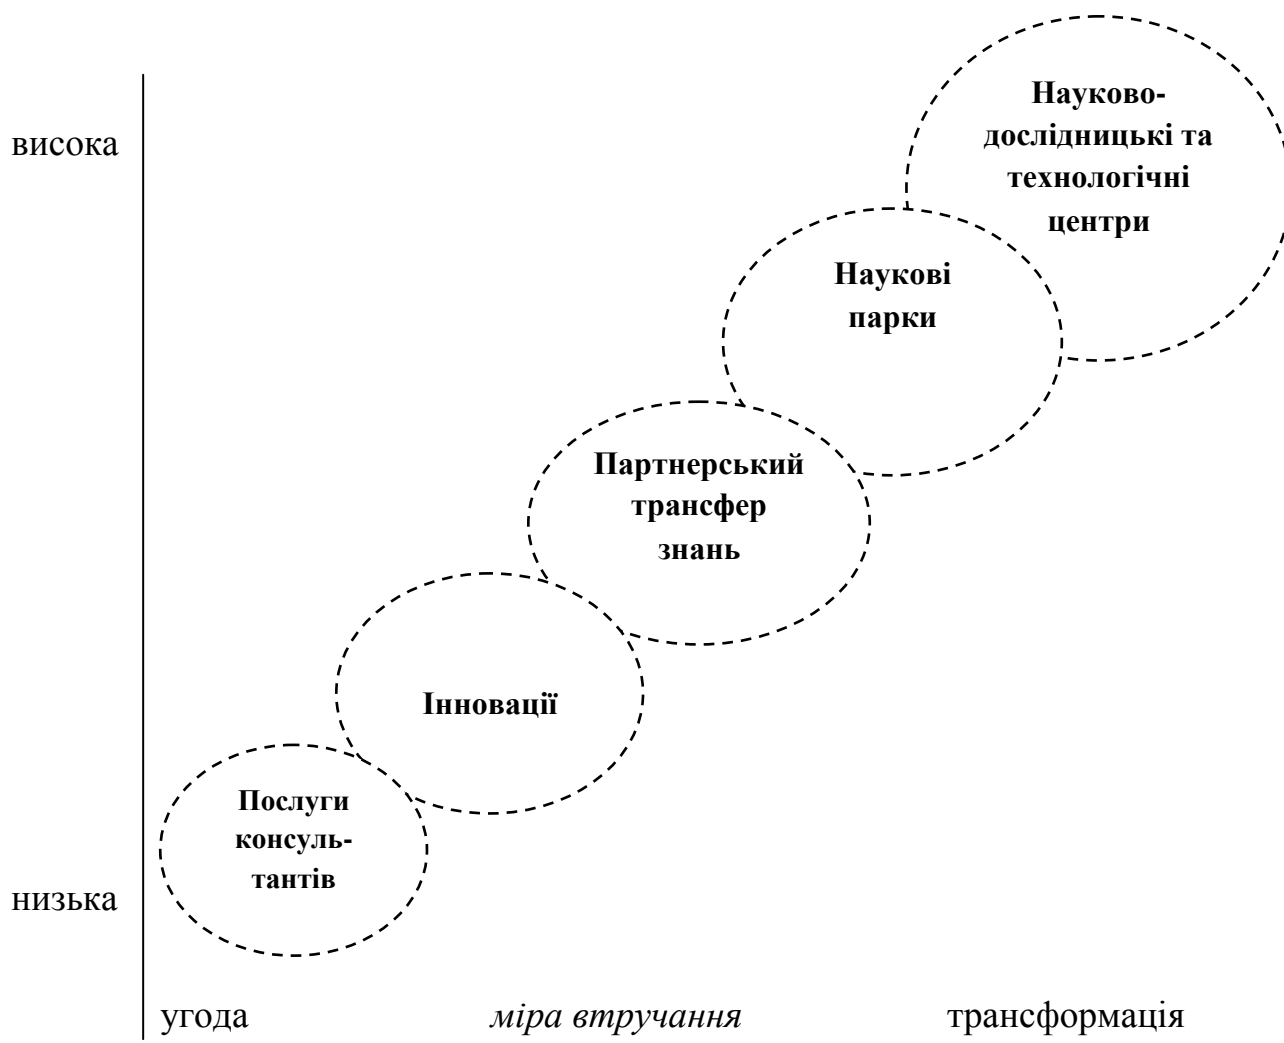 Науково-
дослідницькі та
технологічні
центри
висока
Наукові
парки
Партнерський
трансфер
знань
Інновації
Послуги
консуль-
тантів
низька
угода
міра втручання
трансформація